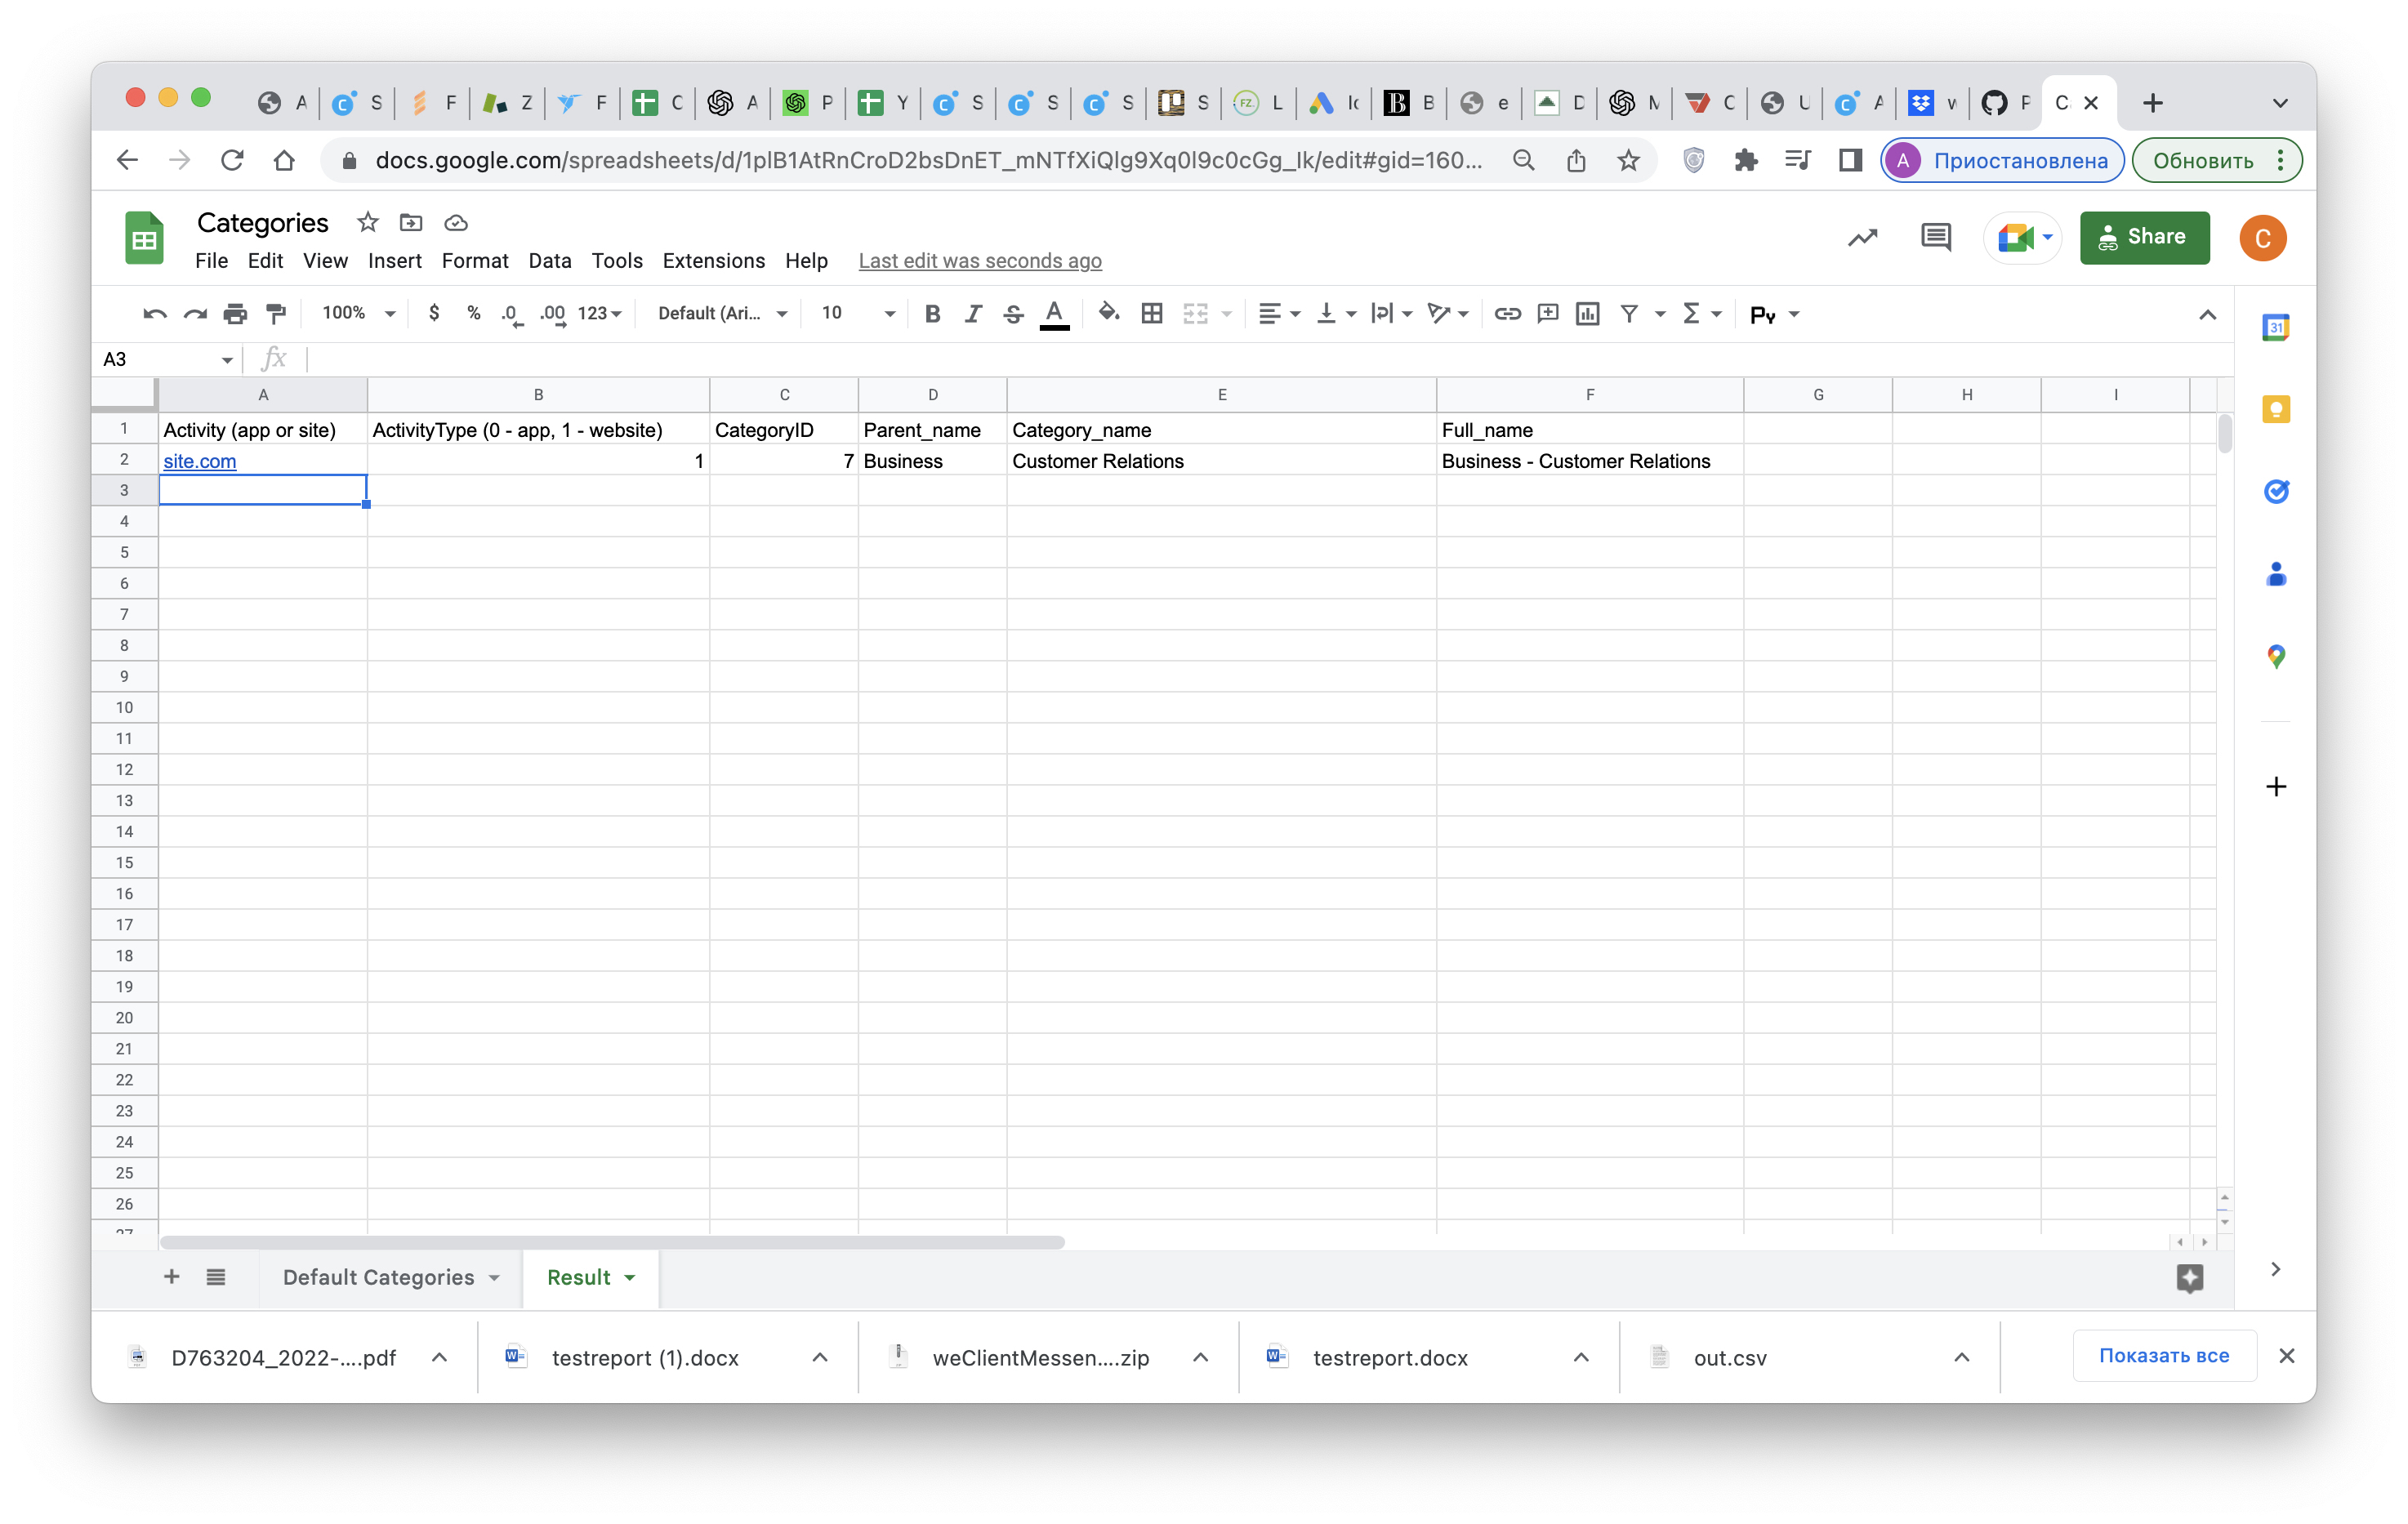 A S F Z F C A P Y S S S S L B e D M C U A P C
docs.google.com/spreadsheets/d/1plB1AtRnCroD2bsDnET_mNTfXiQlg9Xq0l9c0cGg_lk/edit#gid=160... A Приостановлена Обновить
Categories
File Edit View Insert Format Data Tools Extensions Help Last edit was seconds ago
Share C
100% $ % .0 .00 123 Default (Ari... 10 B I S A Σ Py 31
A3 fx
A B C D E F G H I
1 Activity (app or site) ActivityType (0 - app, 1 - website) CategoryID Parent_name Category_name Full_name
2 site.com 1 7 Business Customer Relations Business - Customer Relations
3
4
5
6
7
8
9
10
11
12
13
14
15
16
17
18
19
20
21
22
23
24
25
26
27
Default Categories Result
D763204_2022-....pdf testreport (1).docx weClientMessen....zip testreport.docx out.csv Показать все